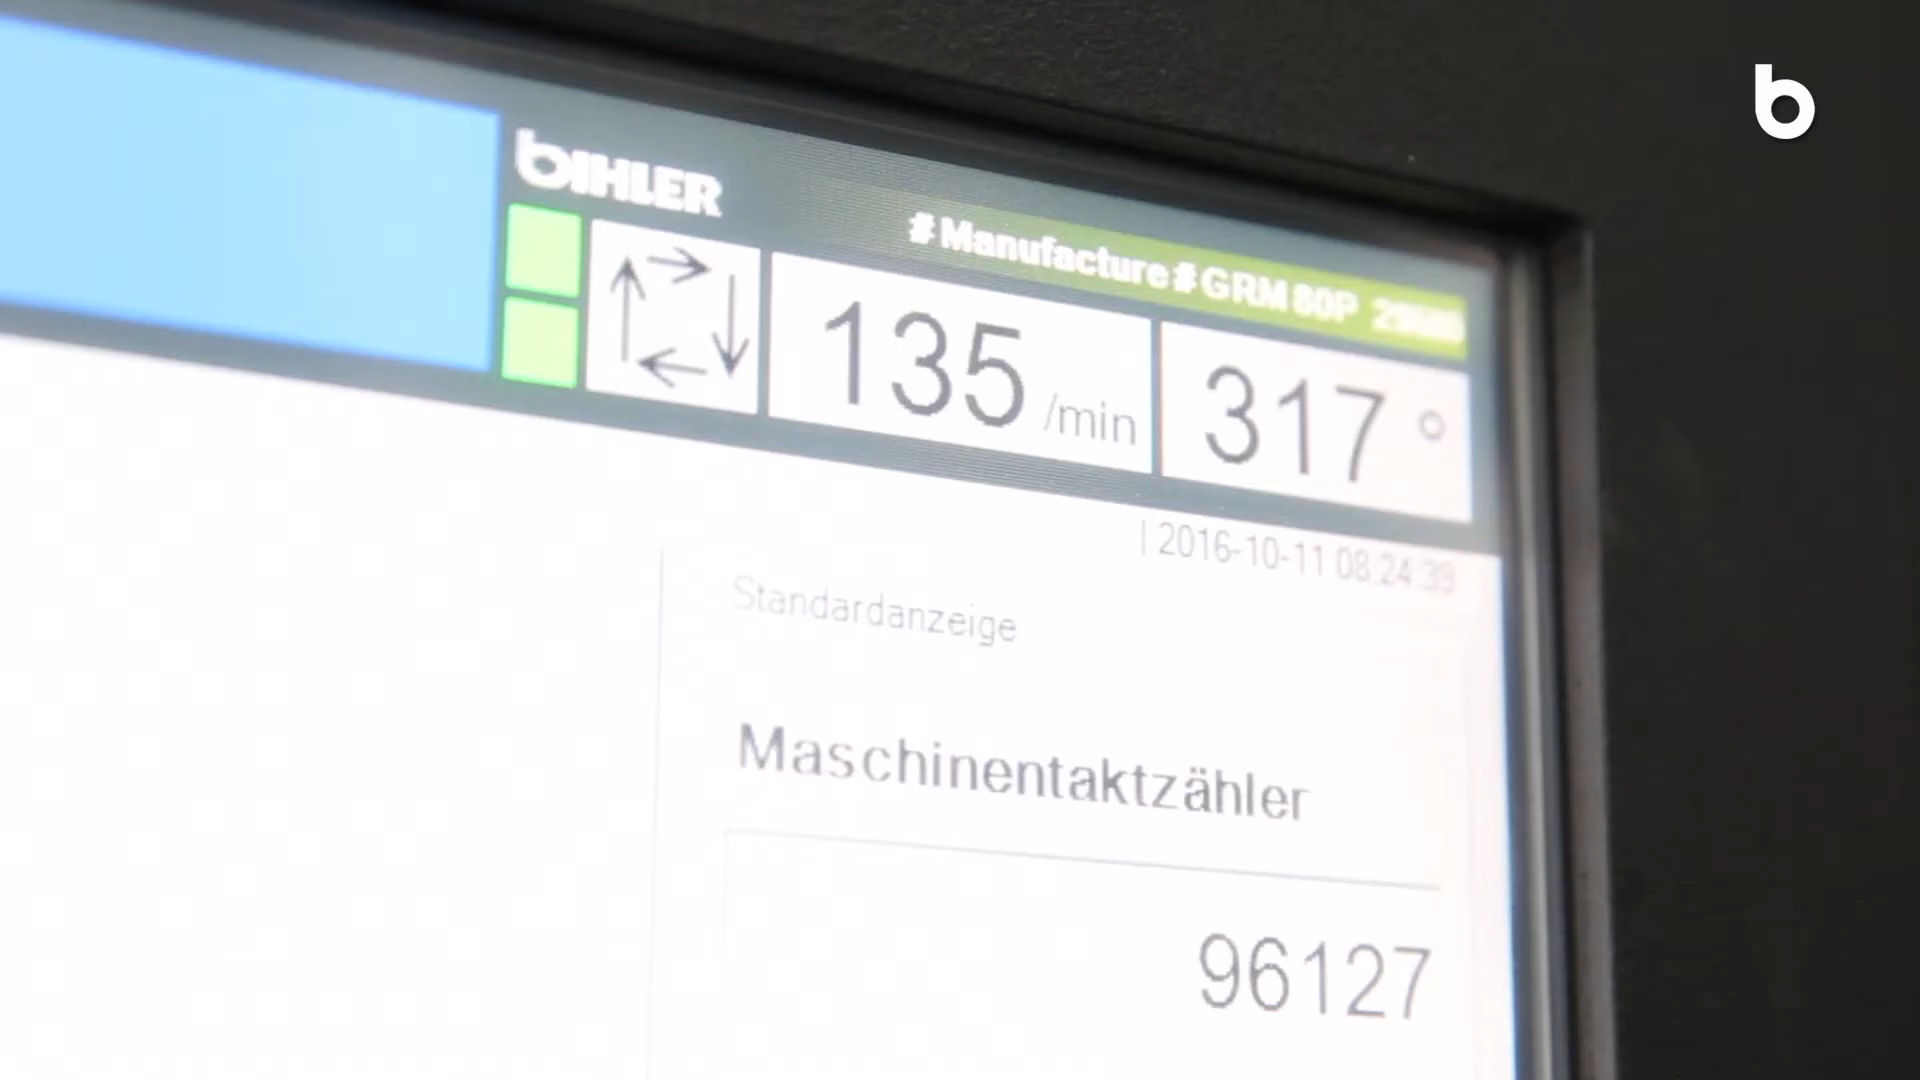 b
bIHLER
#Manufacture#GRM 80P
135 /min
317 °
| 2016-10-11 08:24:39
Standardanzeige
Maschinentaktzähler
96127